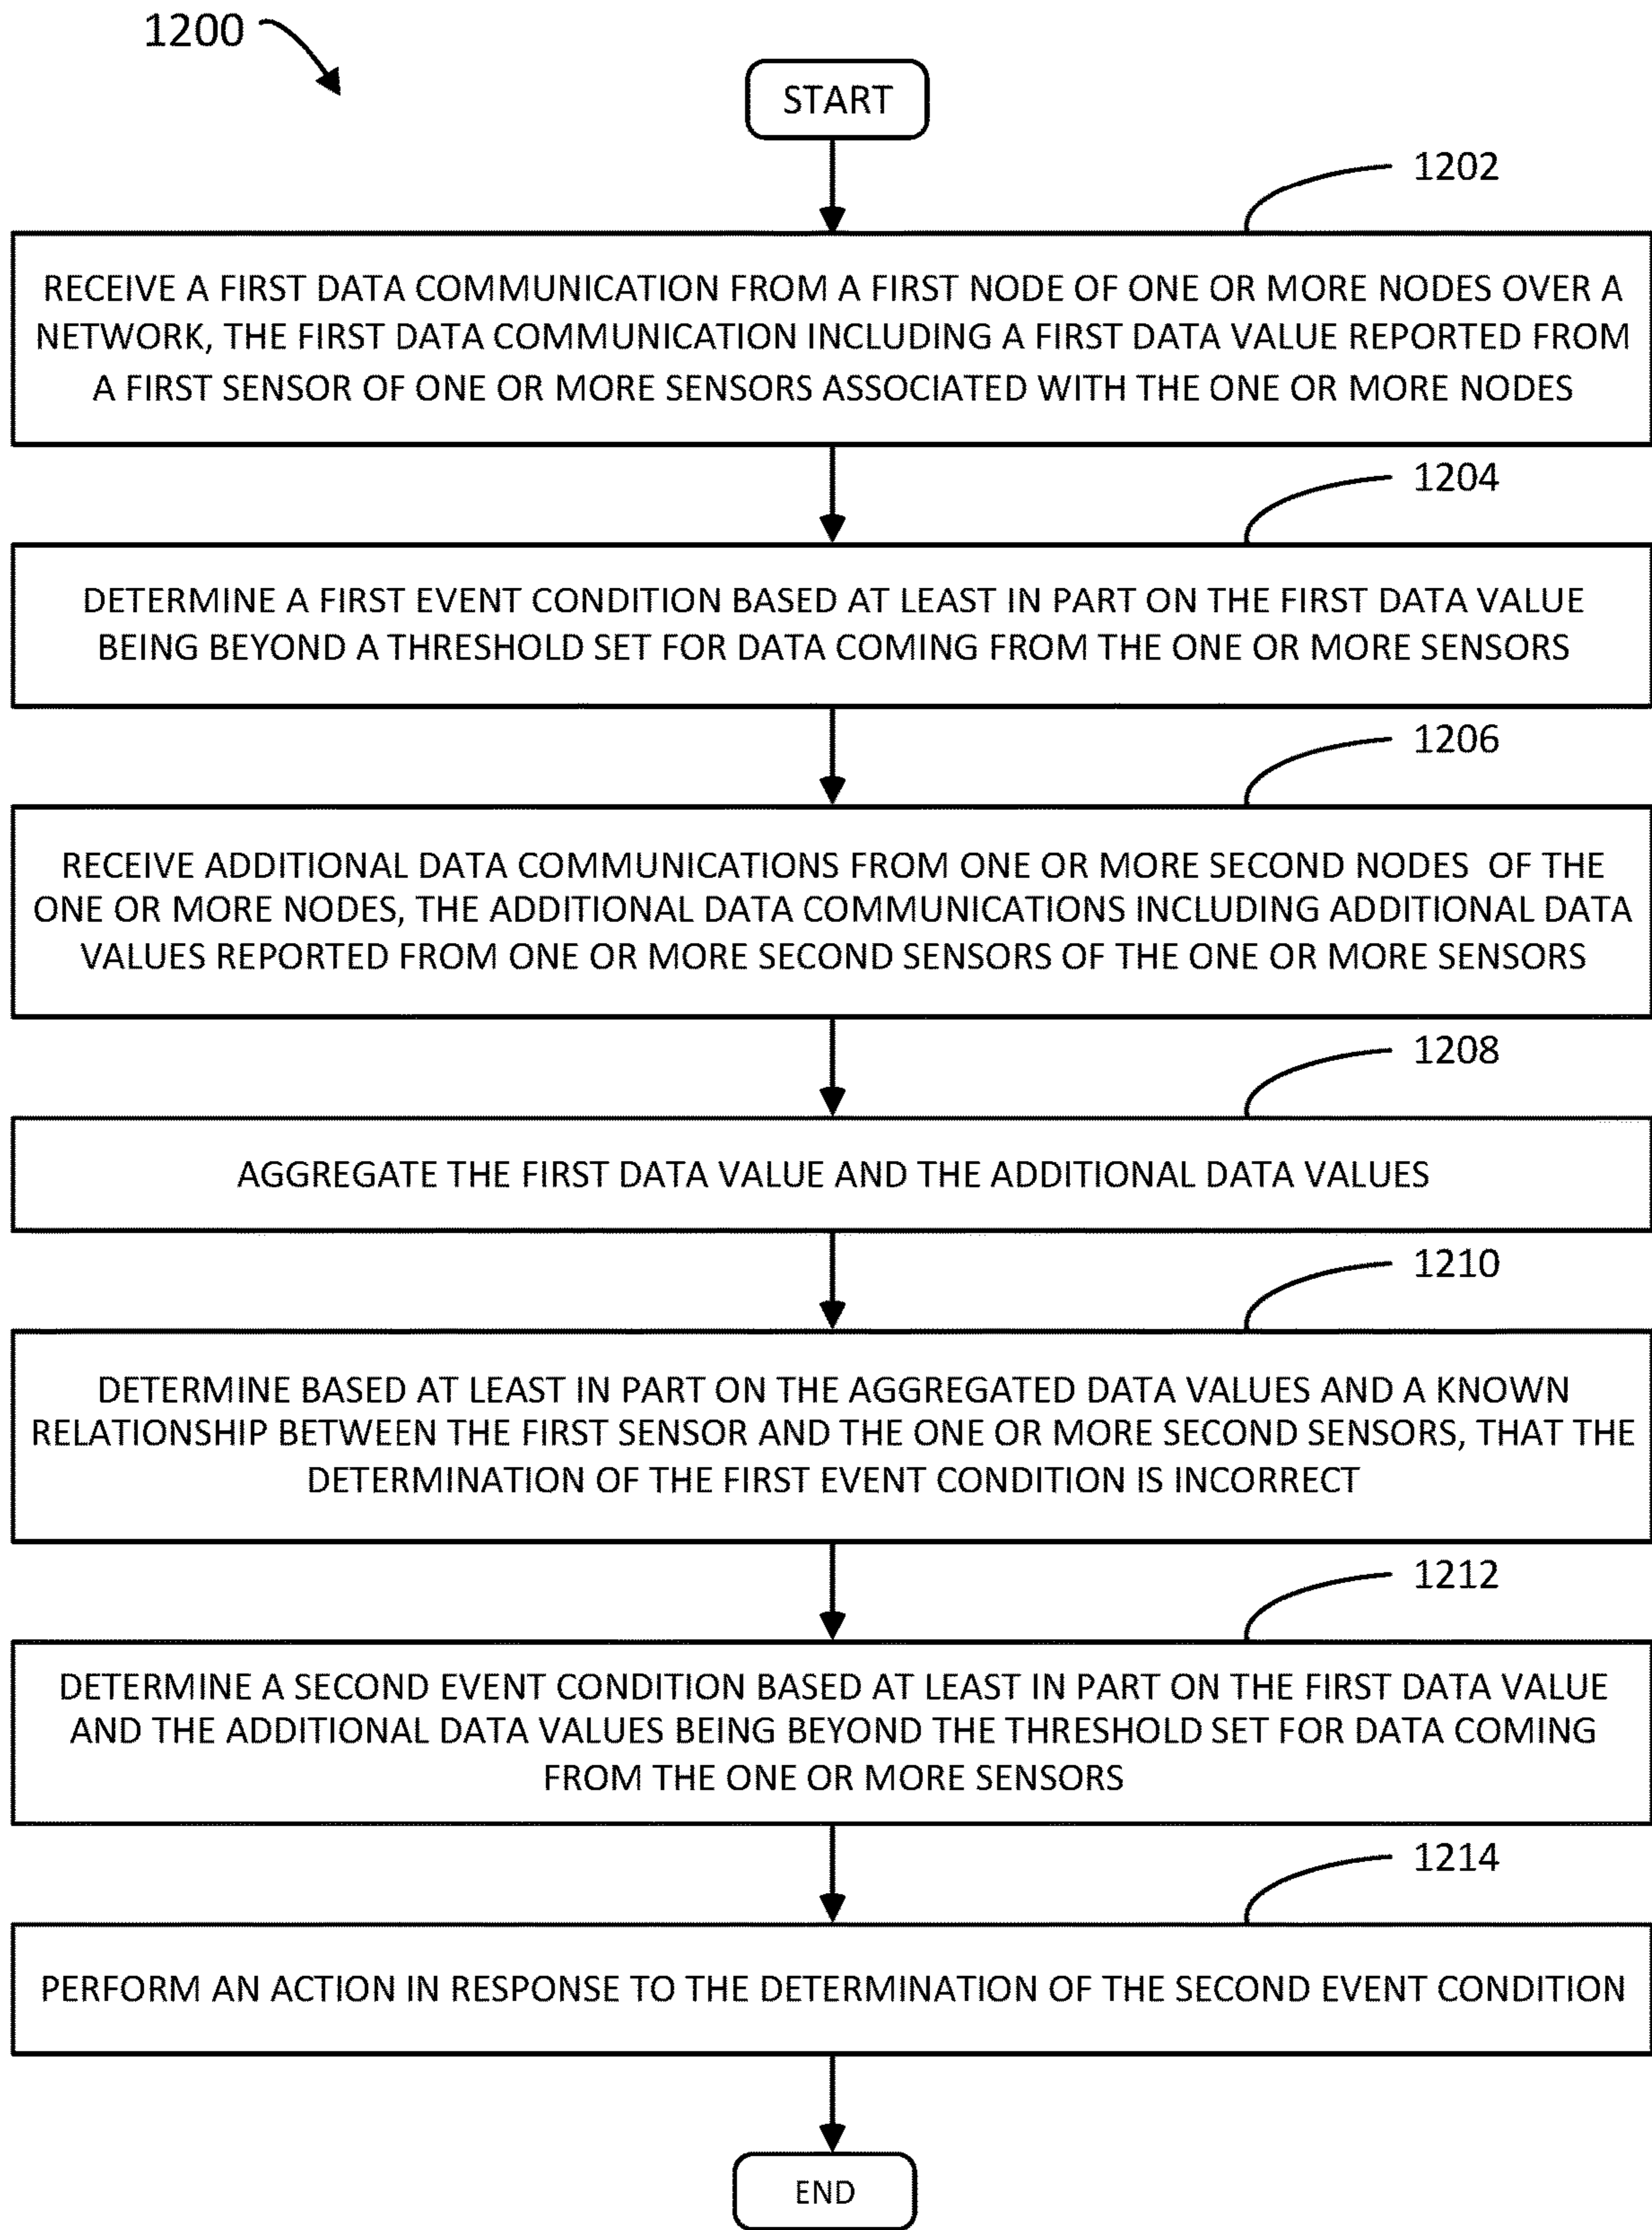 1200
START
1202
RECEIVE A FIRST DATA COMMUNICATION FROM A FIRST NODE OF ONE OR MORE NODES OVER A
NETWORK, THE FIRST DATA COMMUNICATION INCLUDING A FIRST DATA VALUE REPORTED FROM
A FIRST SENSOR OF ONE OR MORE SENSORS ASSOCIATED WITH THE ONE OR MORE NODES
1204
DETERMINE A FIRST EVENT CONDITION BASED AT LEAST IN PART ON THE FIRST DATA VALUE
BEING BEYOND A THRESHOLD SET FOR DATA COMING FROM THE ONE OR MORE SENSORS
1206
RECEIVE ADDITIONAL DATA COMMUNICATIONS FROM ONE OR MORE SECOND NODES OF THE
ONE OR MORE NODES, THE ADDITIONAL DATA COMMUNICATIONS INCLUDING ADDITIONAL DATA
VALUES REPORTED FROM ONE OR MORE SECOND SENSORS OF THE ONE OR MORE SENSORS
1208
AGGREGATE THE FIRST DATA VALUE AND THE ADDITIONAL DATA VALUES
1210
DETERMINE BASED AT LEAST IN PART ON THE AGGREGATED DATA VALUES AND A KNOWN
RELATIONSHIP BETWEEN THE FIRST SENSOR AND THE ONE OR MORE SECOND SENSORS, THAT THE
DETERMINATION OF THE FIRST EVENT CONDITION IS INCORRECT
1212
DETERMINE A SECOND EVENT CONDITION BASED AT LEAST IN PART ON THE FIRST DATA VALUE
AND THE ADDITIONAL DATA VALUES BEING BEYOND THE THRESHOLD SET FOR DATA COMING
FROM THE ONE OR MORE SENSORS
1214
PERFORM AN ACTION IN RESPONSE TO THE DETERMINATION OF THE SECOND EVENT CONDITION
END